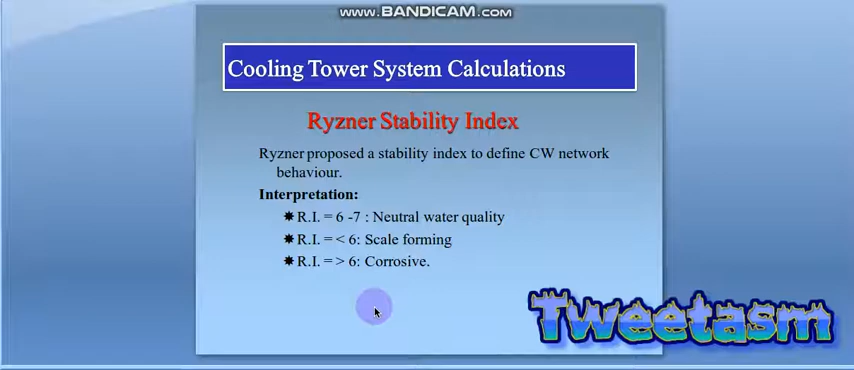 www.BANDICAM.com
Cooling Tower System Calculations
Ryzner Stability Index
Ryzner proposed a stability index to define CW network
behaviour.
Interpretation:
✷ R.I. = 6 -7 : Neutral water quality
✷ R.I. = < 6: Scale forming
✷ R.I. = > 6: Corrosive.
Tweetasm